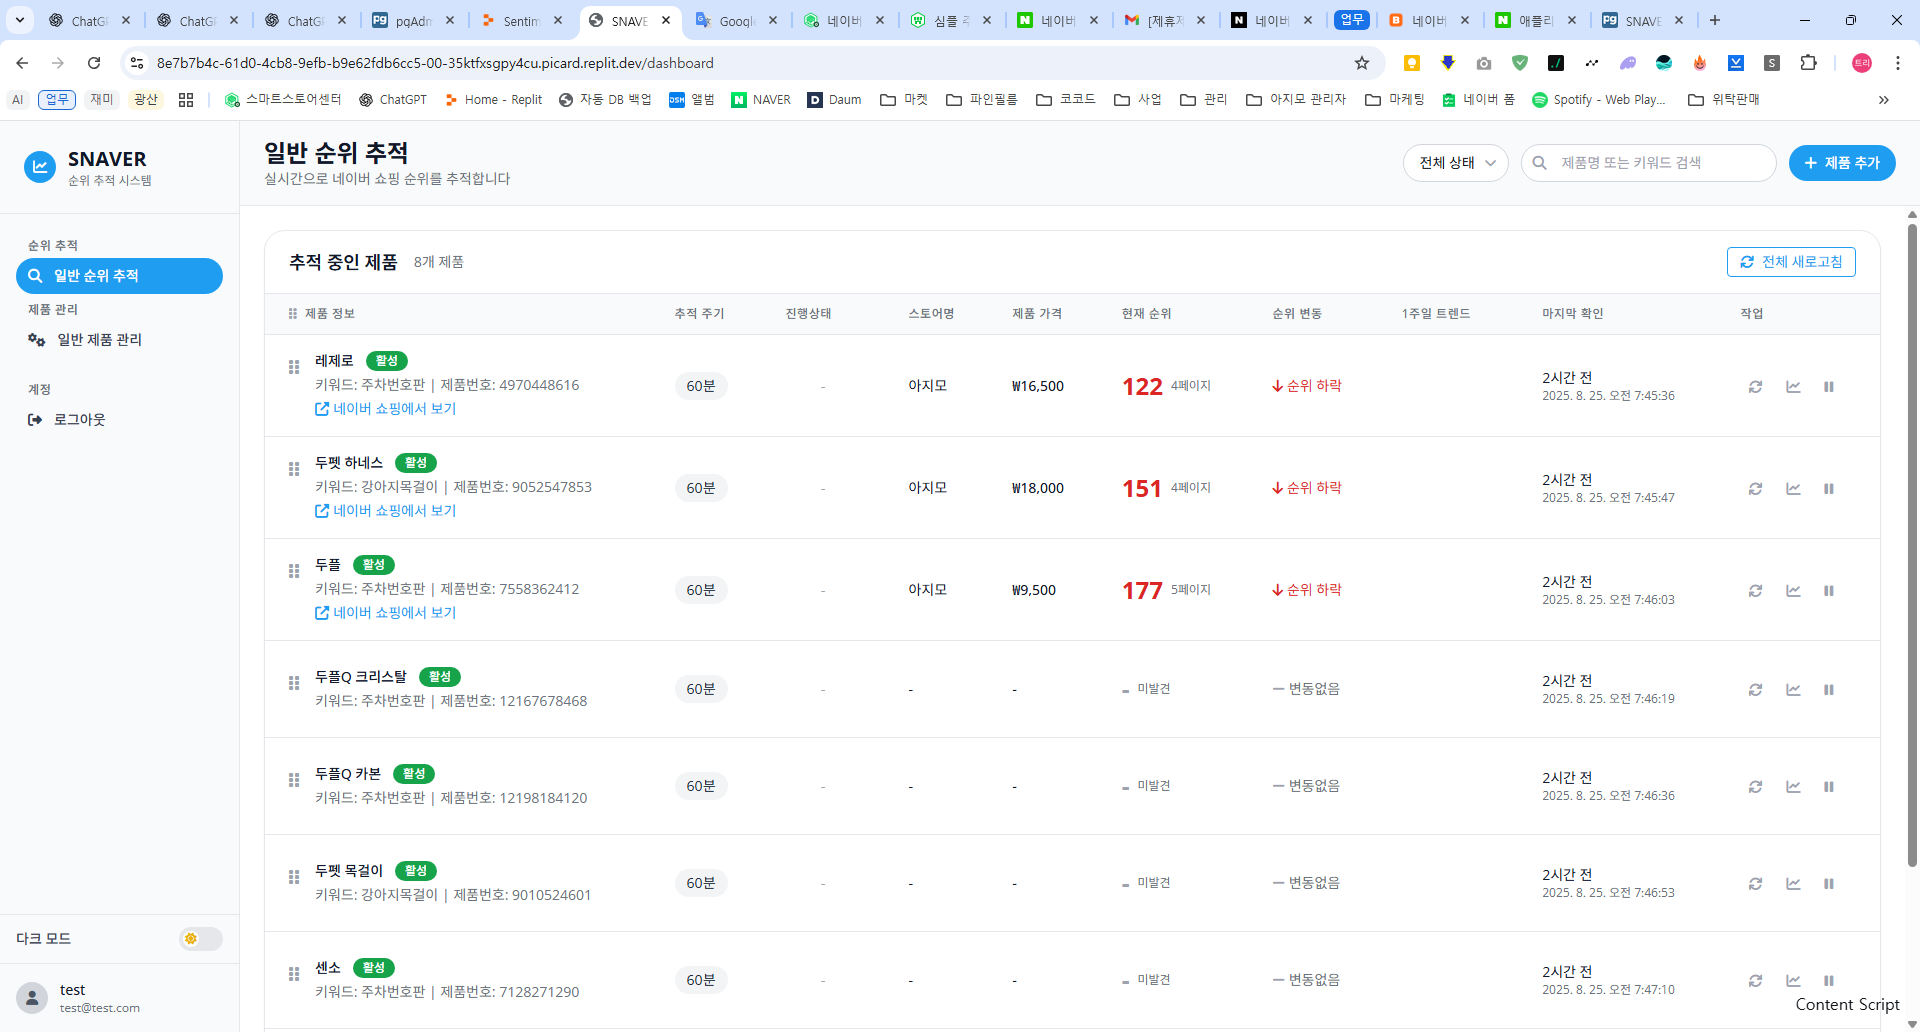 ChatG
ChatG
ChatG
pgAdm
Sentim
SNAVE
Google
네이버
심플 주
네이버
[제휴제
네이버
업무
네이버
애플리
SNAVE
8e7b7b4c-61d0-4cb8-9efb-b9e62fdb6cc5-00-35ktfxsgpy4cu.picard.replit.dev/dashboard
AI 업무 재미 광산 스마트스토어센터 ChatGPT Home - Replit 자동 DB 백업 앨범 NAVER Daum 마켓 파인필름 코코드 사업 관리 아지모 관리자 마케팅 네이버 폼 Spotify - Web Play... 위탁판매
SNAVER
순위 추적 시스템
순위 추적
일반 순위 추적
제품 관리
일반 제품 관리
계정
로그아웃
다크 모드
test
test@test.com
일반 순위 추적
실시간으로 네이버 쇼핑 순위를 추적합니다
전체 상태
제품명 또는 키워드 검색
+ 제품 추가
추적 중인 제품 8개 제품
전체 새로고침
제품 정보 추적 주기 진행상태 스토어명 제품 가격 현재 순위 순위 변동 1주일 트렌드 마지막 확인 작업
레제로 활성
키워드: 주차번호판 | 제품번호: 4970448616
네이버 쇼핑에서 보기
60분 - 아지모 ₩16,500 122 4페이지 ↓ 순위 하락
2시간 전
2025. 8. 25. 오전 7:45:36
두펫 하네스 활성
키워드: 강아지목걸이 | 제품번호: 9052547853
네이버 쇼핑에서 보기
60분 - 아지모 ₩18,000 151 4페이지 ↓ 순위 하락
2시간 전
2025. 8. 25. 오전 7:45:47
두플 활성
키워드: 주차번호판 | 제품번호: 7558362412
네이버 쇼핑에서 보기
60분 - 아지모 ₩9,500 177 5페이지 ↓ 순위 하락
2시간 전
2025. 8. 25. 오전 7:46:03
두플Q 크리스탈 활성
키워드: 주차번호판 | 제품번호: 12167678468
60분 - - - - 미발견 — 변동없음
2시간 전
2025. 8. 25. 오전 7:46:19
두플Q 카본 활성
키워드: 주차번호판 | 제품번호: 12198184120
60분 - - - - 미발견 — 변동없음
2시간 전
2025. 8. 25. 오전 7:46:36
두펫 목걸이 활성
키워드: 강아지목걸이 | 제품번호: 9010524601
60분 - - - - 미발견 — 변동없음
2시간 전
2025. 8. 25. 오전 7:46:53
센소 활성
키워드: 주차번호판 | 제품번호: 7128271290
60분 - - - - 미발견 — 변동없음
2시간 전
2025. 8. 25. 오전 7:47:10
Content Script